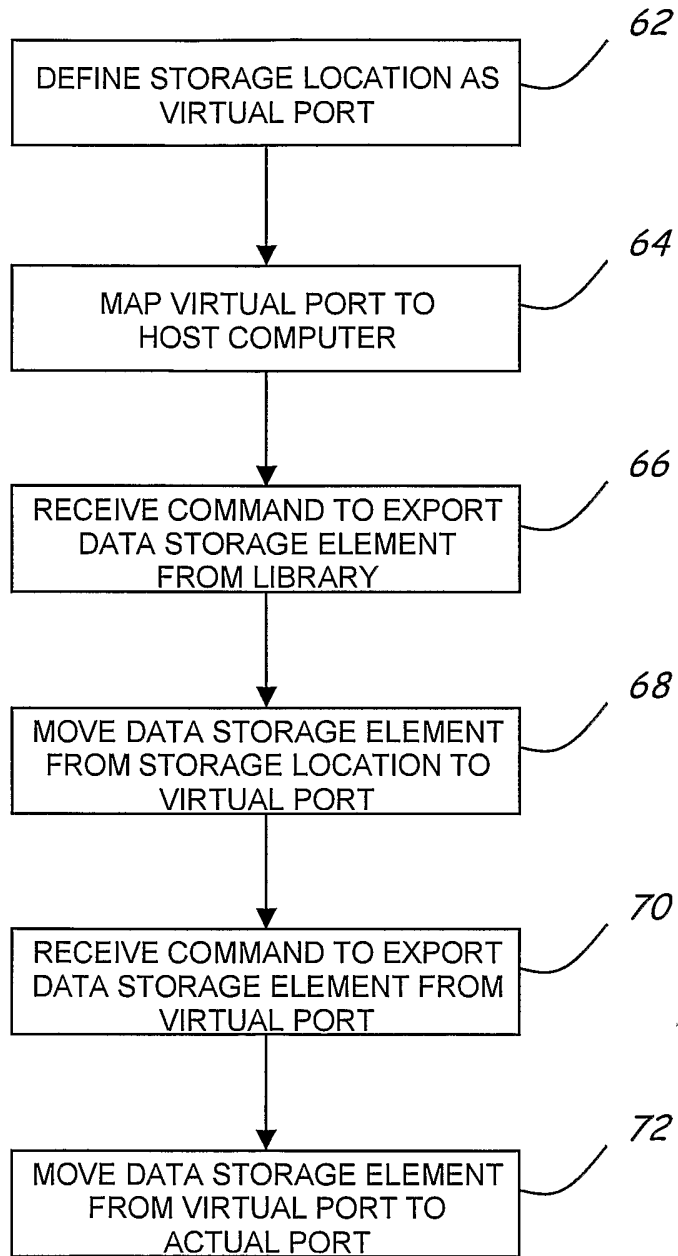 62
DEFINE STORAGE LOCATION AS
VIRTUAL PORT
64
MAP VIRTUAL PORT TO
HOST COMPUTER
66
RECEIVE COMMAND TO EXPORT
DATA STORAGE ELEMENT
FROM LIBRARY
68
MOVE DATA STORAGE ELEMENT
FROM STORAGE LOCATION TO
VIRTUAL PORT
70
RECEIVE COMMAND TO EXPORT
DATA STORAGE ELEMENT FROM
VIRTUAL PORT
72
MOVE DATA STORAGE ELEMENT
FROM VIRTUAL PORT TO
ACTUAL PORT